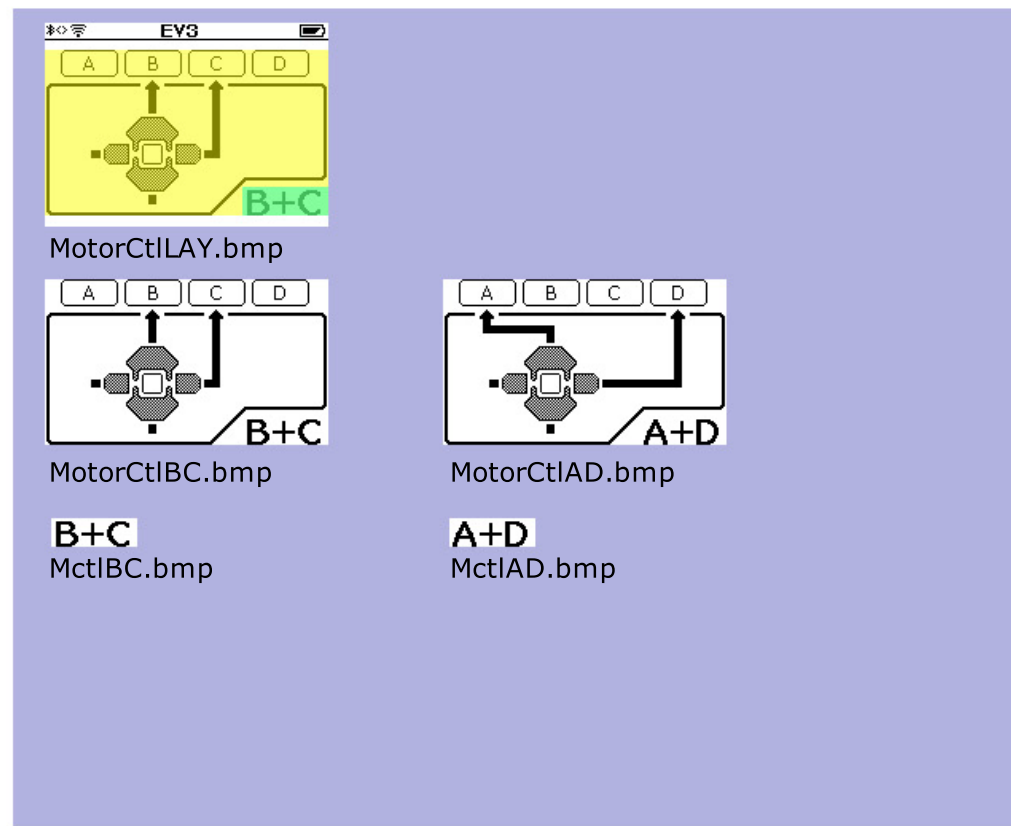 EV3
A B C D
B+C
MotorCtlLAY.bmp
A B C D
B+C
MotorCtlBC.bmp
A B C D
A+D
MotorCtlAD.bmp
B+C
MctlBC.bmp
A+D
MctlAD.bmp